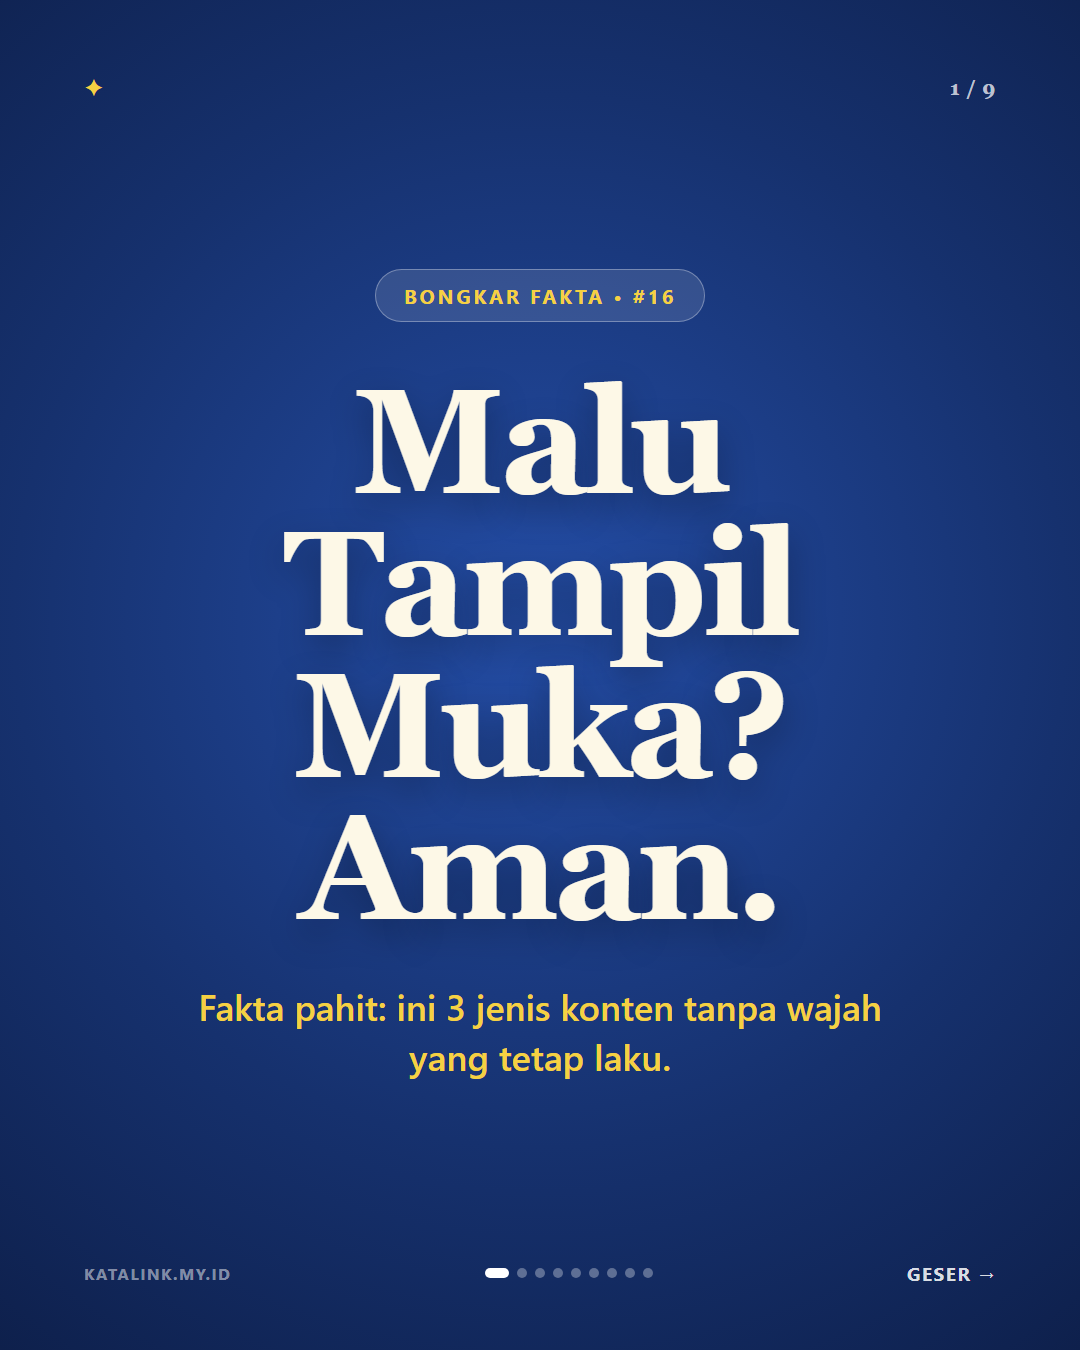 ✦
1 / 9
BONGKAR FAKTA • #16
Malu
Tampil
Muka?
Aman.
Fakta pahit: ini 3 jenis konten tanpa wajah
yang tetap laku.
KATALINK.MY.ID
GESER →